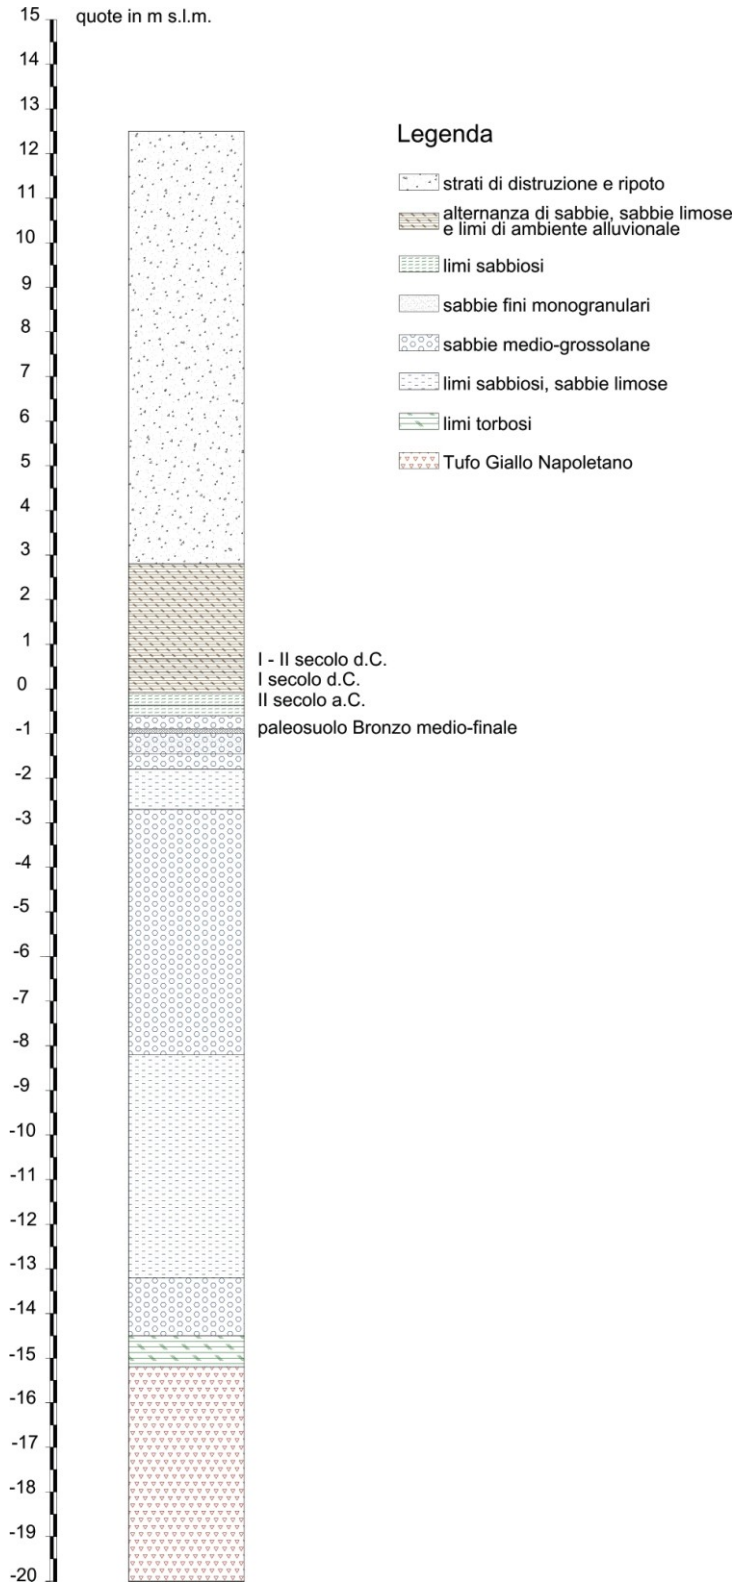 quote in m s.l.m.
15
14
13
12
11
10
9
8
7
6
5
4
3
2
1
0
-1
-2
-3
-4
-5
-6
-7
-8
-9
-10
-11
-12
-13
-14
-15
-16
-17
-18
-19
-20
Legenda
strati di distruzione e ripoto
alternanza di sabbie, sabbie limose
e limi di ambiente alluvionale
limi sabbiosi
sabbie fini monogranulari
sabbie medio-grossolane
limi sabbiosi, sabbie limose
limi torbosi
Tufo Giallo Napoletano
I - II secolo d.C.
I secolo d.C.
II secolo a.C.
paleosuolo Bronzo medio-finale